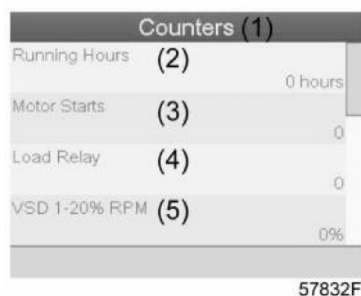 Counters (1)
Running Hours (2)
0 hours
Motor Starts (3)
0
Load Relay (4)
0
VSD 1-20% RPM (5)
0%
57832F